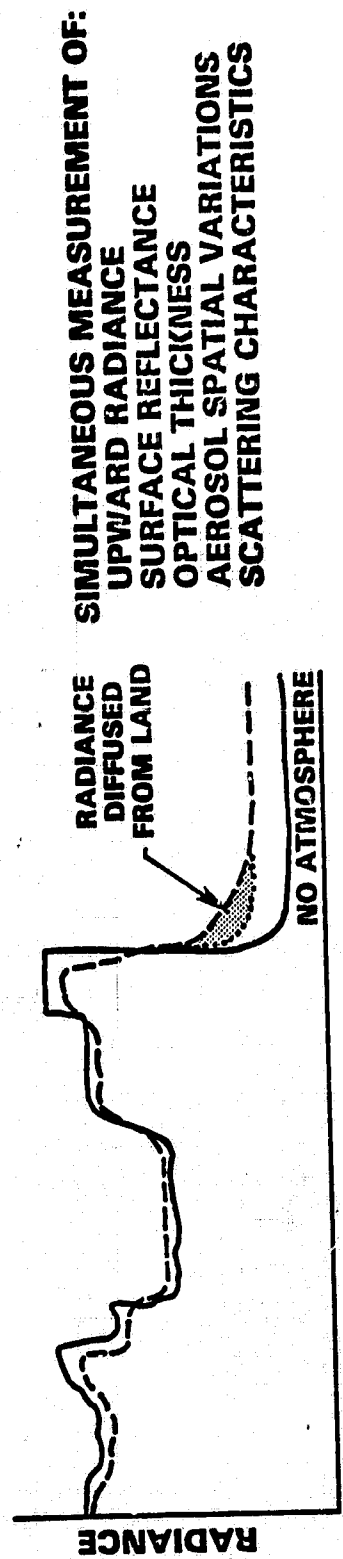 SIMULTANEOUS MEASUREMENT OF:
UPWARD RADIANCE
SURFACE REFLECTANCE
OPTICAL THICKNESS
AEROSOL SPATIAL VARIATIONS
SCATTERING CHARACTERISTICS
RADIANCE
DIFFUSED
FROM LAND
NO ATMOSPHERE
RADIANCE